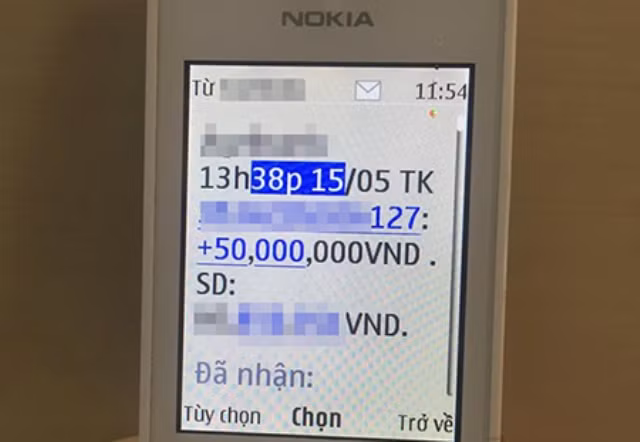 NOKIA
Từ
11:54
13h38p 15/05 TK
127:
+50,000,000VND .
SD:
VND.
Đã nhận:
Tùy chọn Chọn Trở về